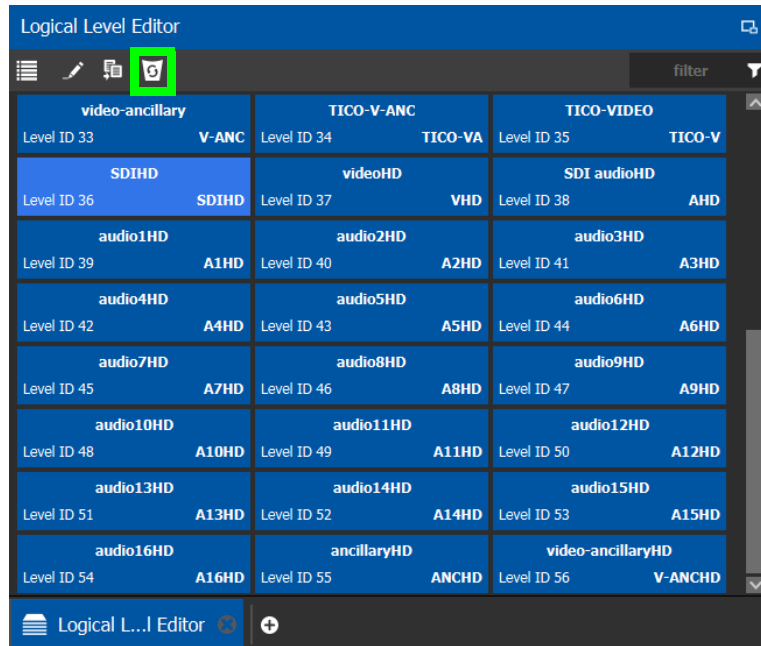 Logical Level Editor
filter
video-ancillary TICO-V-ANC TICO-VIDEO
Level ID 33 V-ANC Level ID 34 TICO-VA Level ID 35 TICO-V
SDIHD videoHD SDI audioHD
Level ID 36 SDIHD Level ID 37 VHD Level ID 38 AHD
audio1HD audio2HD audio3HD
Level ID 39 A1HD Level ID 40 A2HD Level ID 41 A3HD
audio4HD audio5HD audio6HD
Level ID 42 A4HD Level ID 43 A5HD Level ID 44 A6HD
audio7HD audio8HD audio9HD
Level ID 45 A7HD Level ID 46 A8HD Level ID 47 A9HD
audio10HD audio11HD audio12HD
Level ID 48 A10HD Level ID 49 A11HD Level ID 50 A12HD
audio13HD audio14HD audio15HD
Level ID 51 A13HD Level ID 52 A14HD Level ID 53 A15HD
audio16HD ancillaryHD video-ancillaryHD
Level ID 54 A16HD Level ID 55 ANCHD Level ID 56 V-ANCHD
Logical L...l Editor